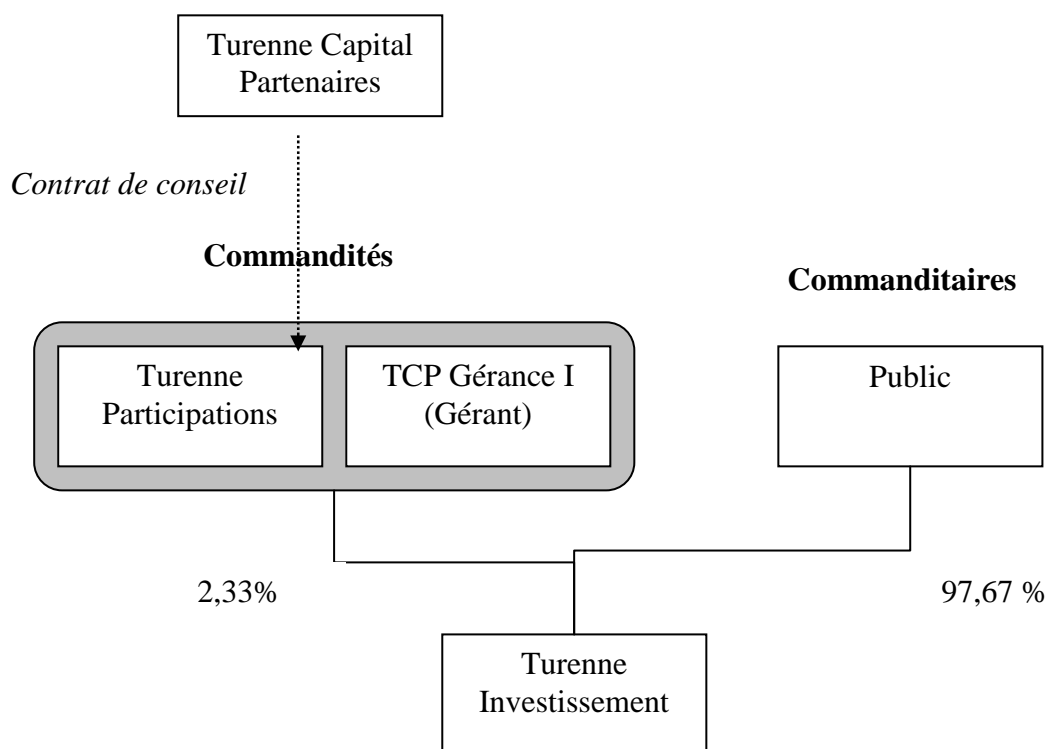 Turenne Capital
Partenaires
Contrat de conseil
Commandités
Commanditaires
Turenne
Participations
TCP Gérance I
(Gérant)
Public
2,33%
97,67 %
Turenne
Investissement